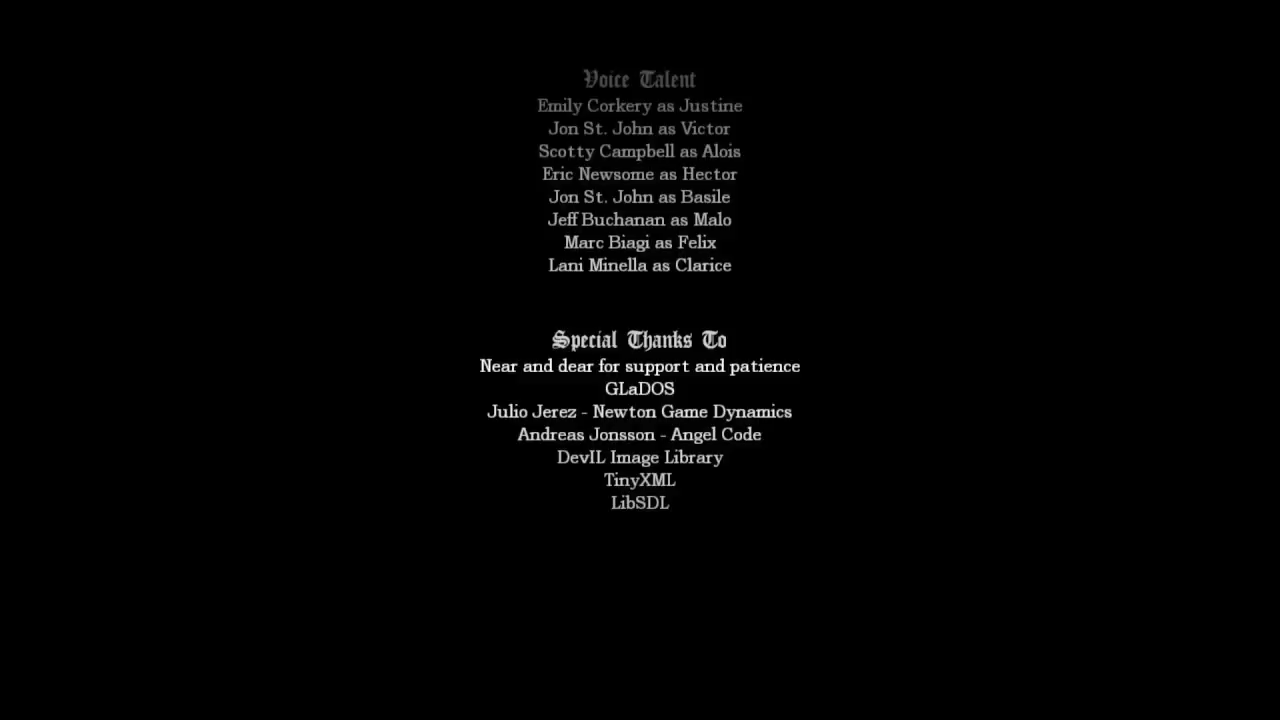 Voice Talent
Emily Corkery as Justine
Jon St. John as Victor
Scotty Campbell as Alois
Eric Newsome as Hector
Jon St. John as Basile
Jeff Buchanan as Malo
Marc Biagi as Felix
Lani Minella as Clarice
Special Thanks To
Near and dear for support and patience
GLaDOS
Julio Jerez - Newton Game Dynamics
Andreas Jonsson - Angel Code
DevIL Image Library
TinyXML
LibSDL